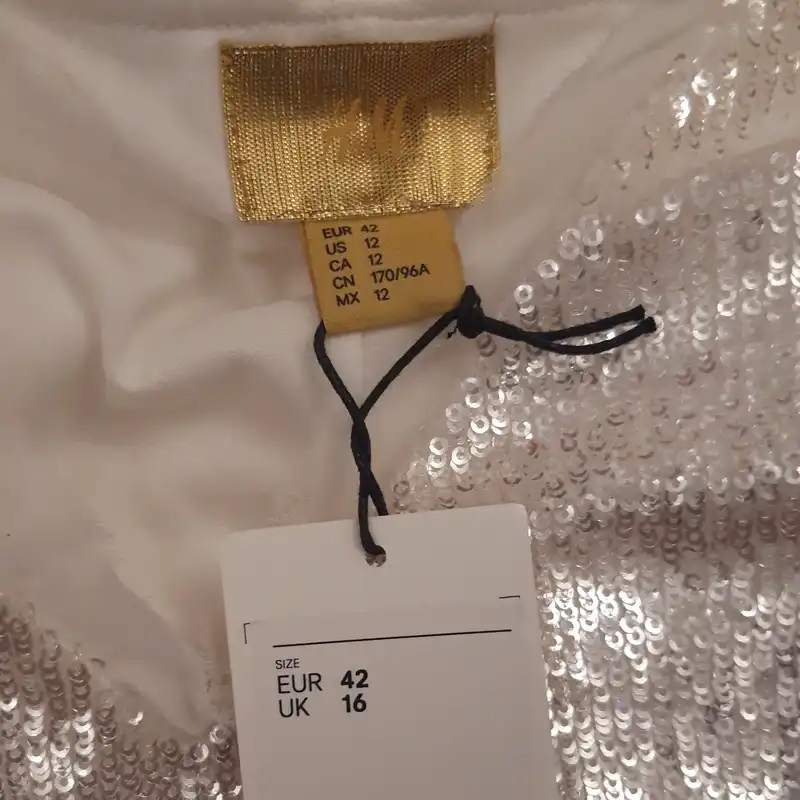 H&M
EUR 42
US 12
CA 12
CN 170/96A
MX 12
SIZE
EUR 42
UK 16